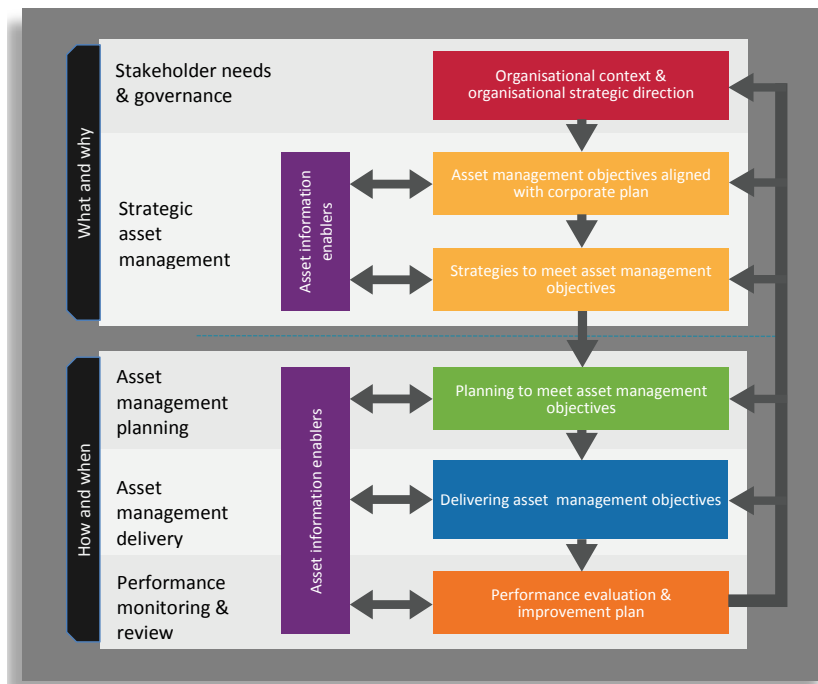 What and why
Stakeholder needs
& governance
Organisational context &
organisational strategic direction
Strategic
asset
management
Asset information
enablers
Asset management objectives aligned
with corporate plan
Strategies to meet asset management
objectives
How and when
Asset
management
planning
Asset information enablers
Planning to meet asset management
objectives
Asset
management
delivery
Delivering asset management objectives
Performance
monitoring &
review
Performance evaluation &
improvement plan